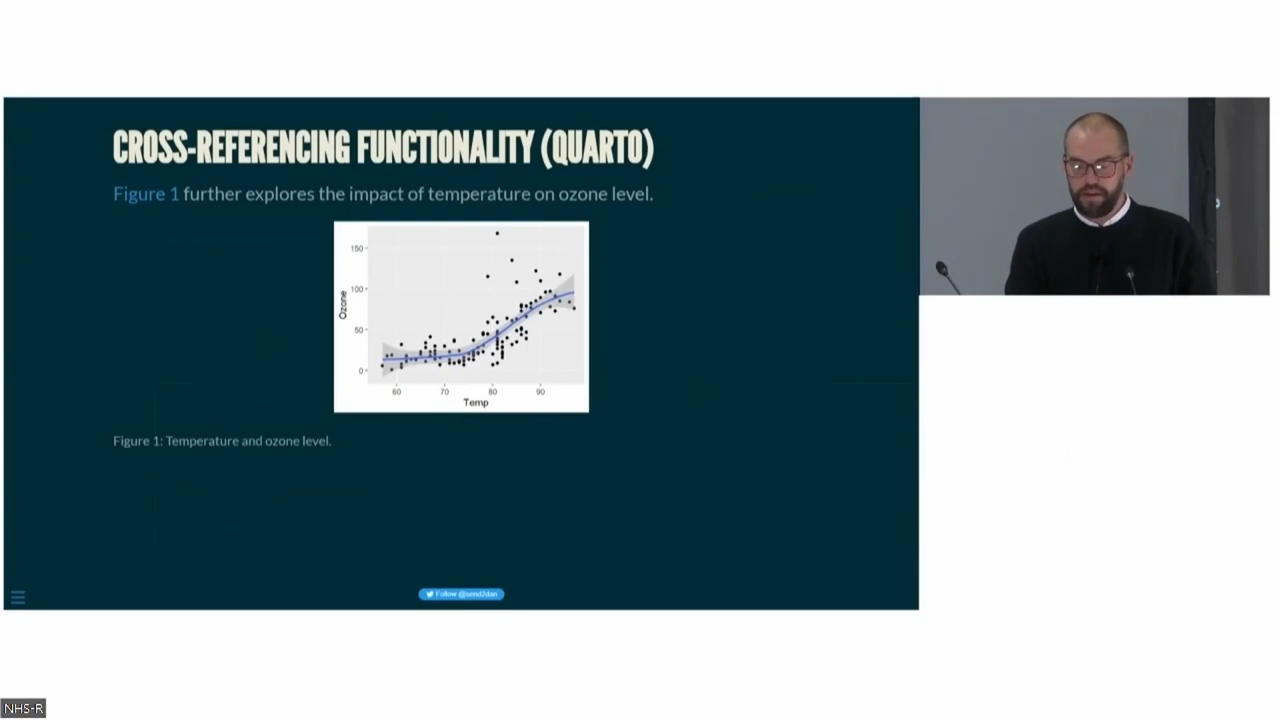 CROSS-REFERENCING FUNCTIONALITY (QUARTO)
Figure 1 further explores the impact of temperature on ozone level.
150
100
50
0
Ozone
60 70 80 90
Temp
Figure 1: Temperature and ozone level.
Follow @send2dan
NHS-R